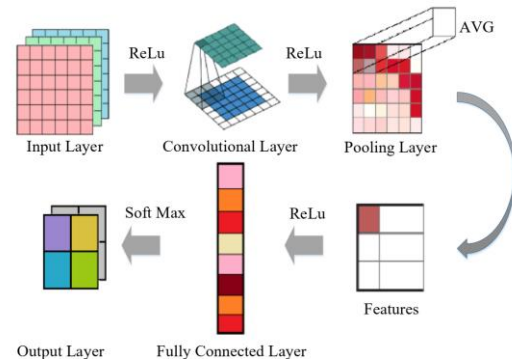 AVG
ReLu
ReLu
Input Layer
Convolutional Layer
Pooling Layer
Soft Max
ReLu
Features
Output Layer
Fully Connected Layer